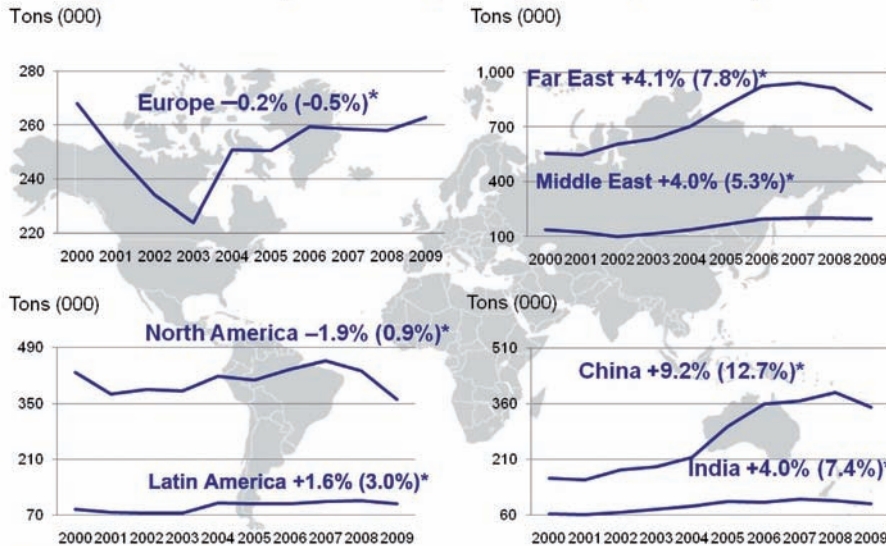 Tons (000)
280
260
240
220
Europe –0.2% (-0.5%)*
2000 2001 2002 2003 2004 2005 2006 2007 2008 2009
Tons (000)
1,000
700
400
100
Far East +4.1% (7.8%)*
Middle East +4.0% (5.3%)*
2000 2001 2002 2003 2004 2005 2006 2007 2008 2009
Tons (000)
490
350
210
70
North America –1.9% (0.9%)*
Latin America +1.6% (3.0%)*
2000 2001 2002 2003 2004 2005 2006 2007 2008 2009
Tons (000)
510
360
210
60
China +9.2% (12.7%)*
India +4.0% (7.4%)*
2000 2001 2002 2003 2004 2005 2006 2007 2008 2009